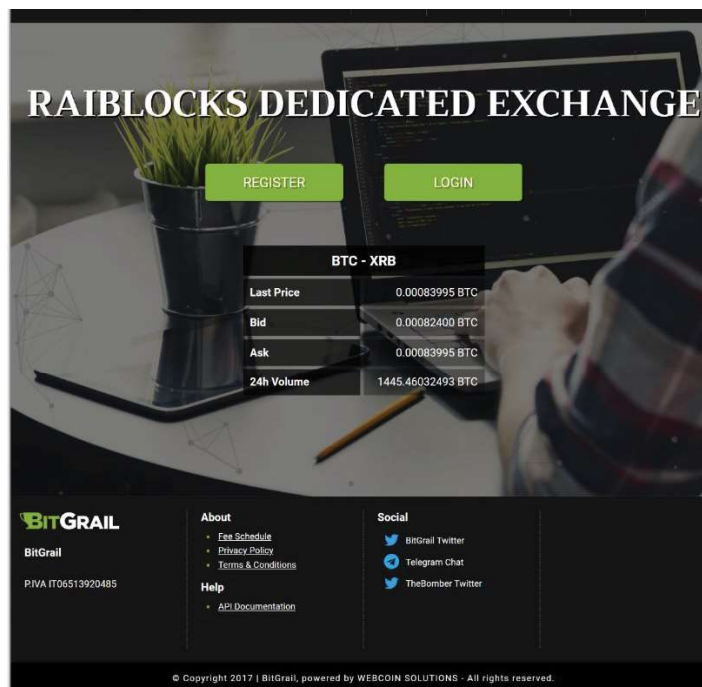 RAIBLOCKS DEDICATED EXCHANGE
REGISTER LOGIN
BTC - XRB
Last Price 0.00083995 BTC
Bid 0.00082400 BTC
Ask 0.00083995 BTC
24h Volume 1445.46032493 BTC
BITGRAIL
BitGrail
P.IVA IT06513920485
About
Fee Schedule
Privacy Policy
Terms & Conditions
Help
API Documentation
Social
BitGrail Twitter
Telegram Chat
TheBomber Twitter
© Copyright 2017 | BitGrail, powered by WEBCOIN SOLUTIONS - All rights reserved.